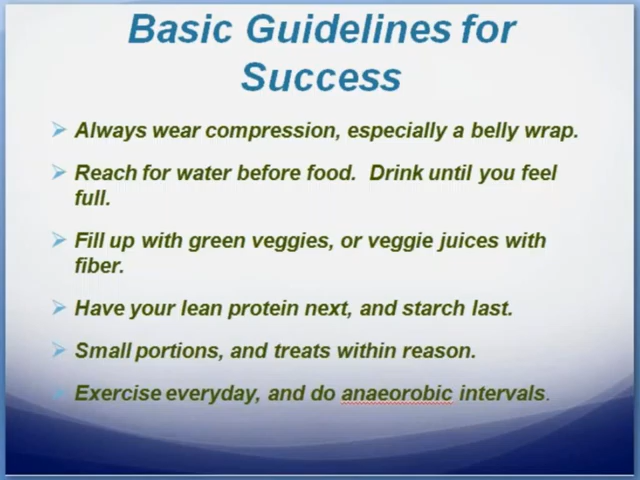 Basic Guidelines for
Success
Always wear compression, especially a belly wrap.
Reach for water before food.  Drink until you feel
full.
Fill up with green veggies, or veggie juices with
fiber.
Have your lean protein next, and starch last.
Small portions, and treats within reason.
Exercise everyday, and do anaeorobic intervals.